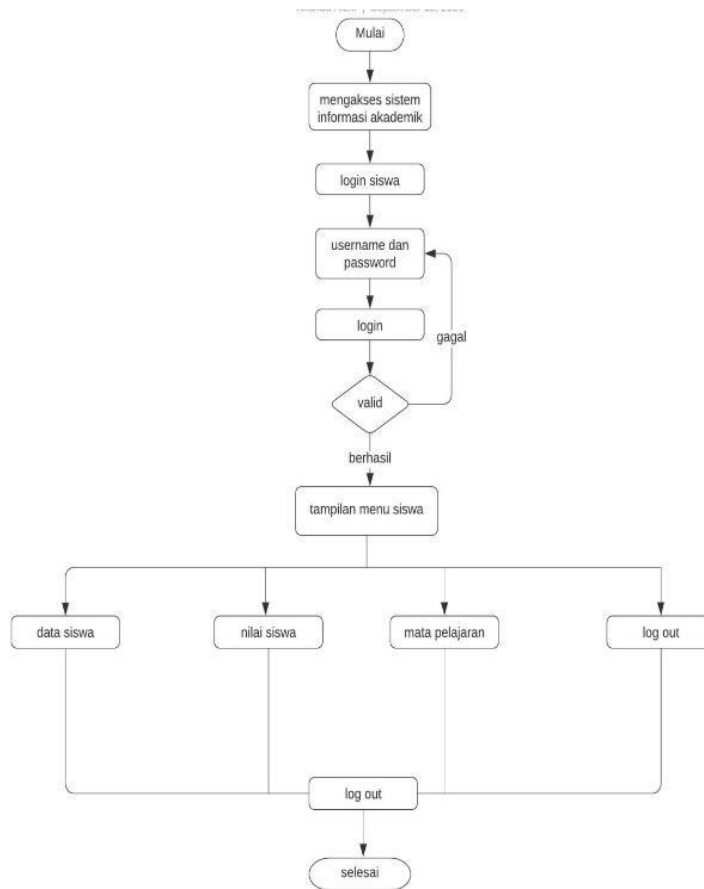 Mulai
mengakses sistem
informasi akademik
login siswa
username dan
password
login
gagal
valid
berhasil
tampilan menu siswa
data siswa
nilai siswa
mata pelajaran
log out
log out
selesai